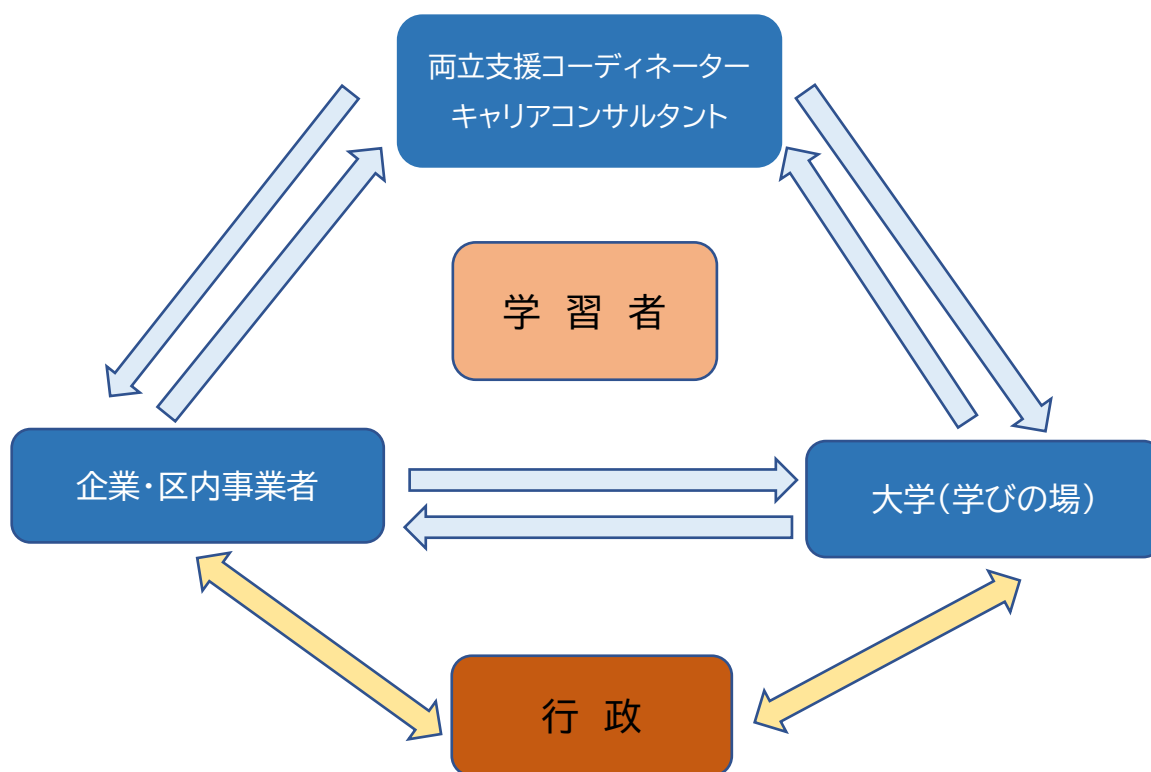 両立支援コーディネーター
キャリアコンサルタント
学 習 者
企業・区内事業者
大学(学びの場)
行 政